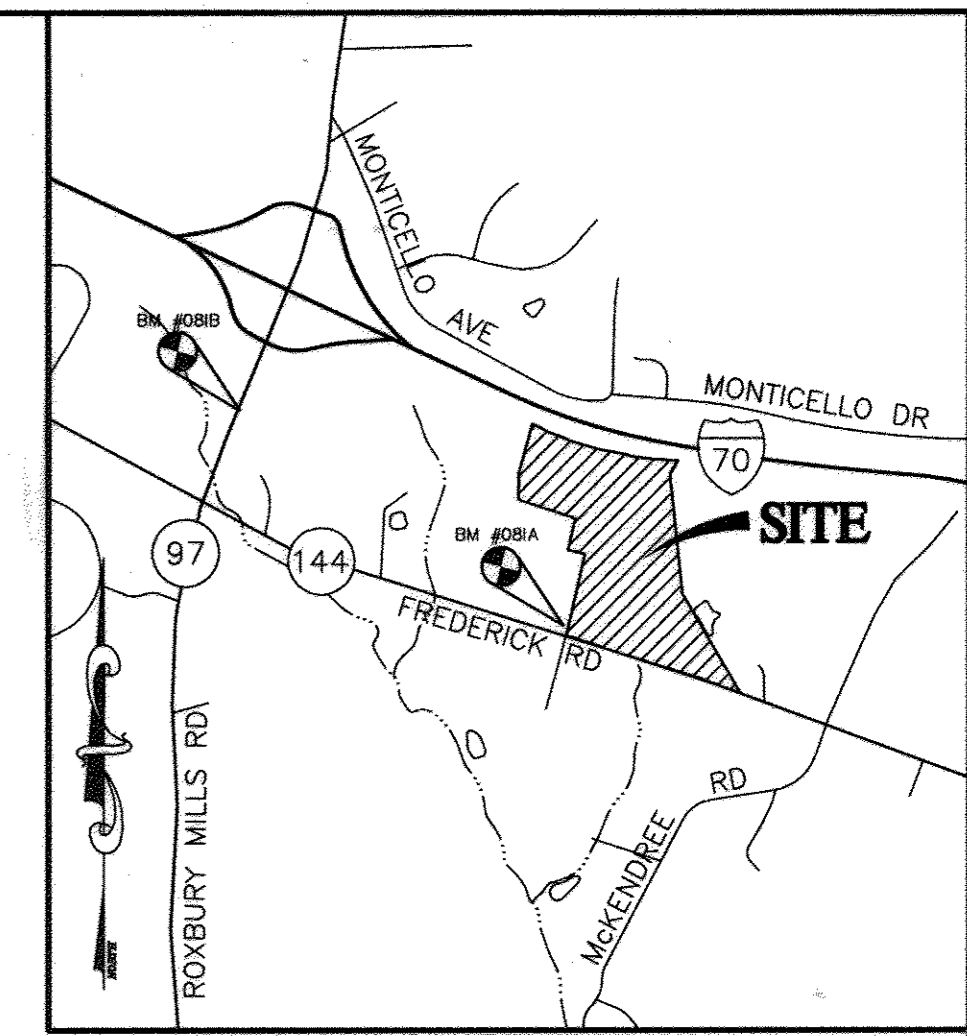 MONTICELLO
AVE
BM #081B
MONTICELLO DR
70
SITE
BM #081A
97
144
FREDERICK RD
ROXBURY MILLS RD
RD
McKENDREE